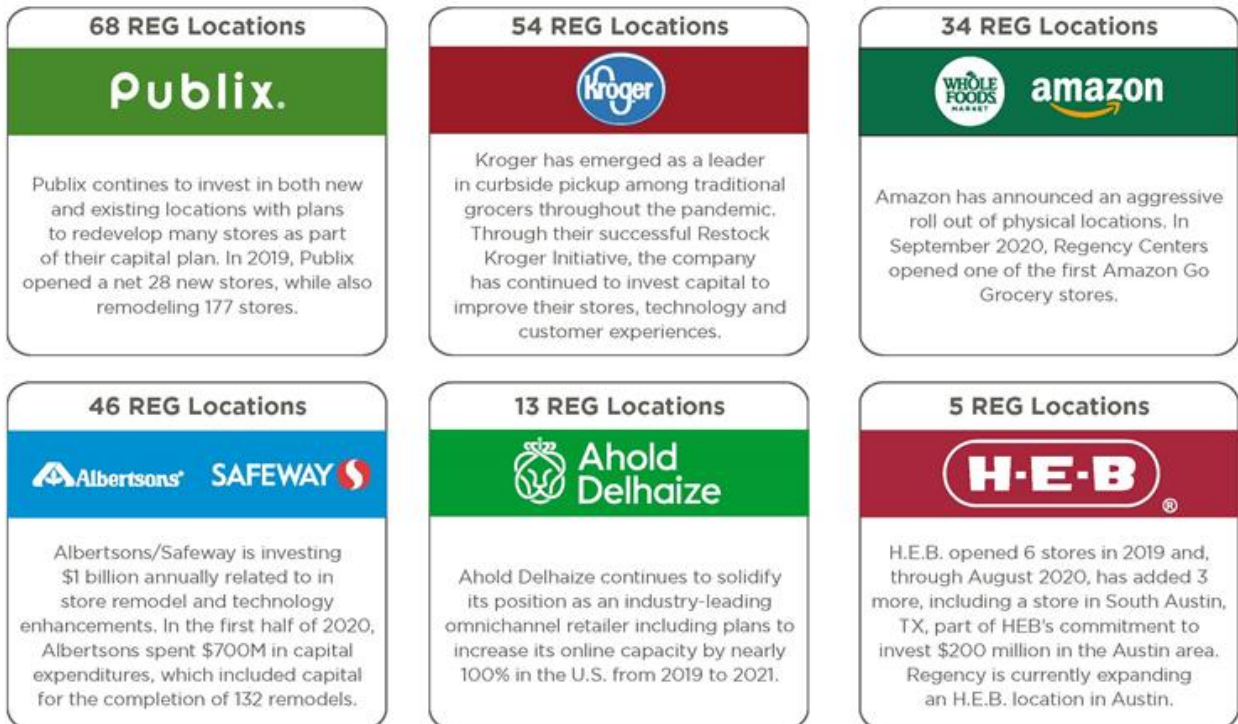 68 REG Locations
Publix.
Publix contines to invest in both new
and existing locations with plans
to redevelop many stores as part
of their capital plan. In 2019, Publix
opened a net 28 new stores, while also
remodeling 177 stores.
54 REG Locations
Kroger
Kroger has emerged as a leader
in curbside pickup among traditional
grocers throughout the pandemic.
Through their successful Restock
Kroger Initiative, the company
has continued to invest capital to
improve their stores, technology and
customer experiences.
34 REG Locations
WHOLE
FOODS
MARKET
amazon
Amazon has announced an aggressive
roll out of physical locations. In
September 2020, Regency Centers
opened one of the first Amazon Go
Grocery stores.
46 REG Locations
Albertsons® SAFEWAY
Albertsons/Safeway is investing
$1 billion annually related to in
store remodel and technology
enhancements. In the first half of 2020,
Albertsons spent $700M in capital
expenditures, which included capital
for the completion of 132 remodels.
13 REG Locations
Ahold
Delhaize
Ahold Delhaize continues to solidify
its position as an industry-leading
omnichannel retailer including plans to
increase its online capacity by nearly
100% in the U.S. from 2019 to 2021.
5 REG Locations
H-E-B ®
H.E.B. opened 6 stores in 2019 and,
through August 2020, has added 3
more, including a store in South Austin,
TX, part of HEB's commitment to
invest $200 million in the Austin area.
Regency is currently expanding
an H.E.B. location in Austin.